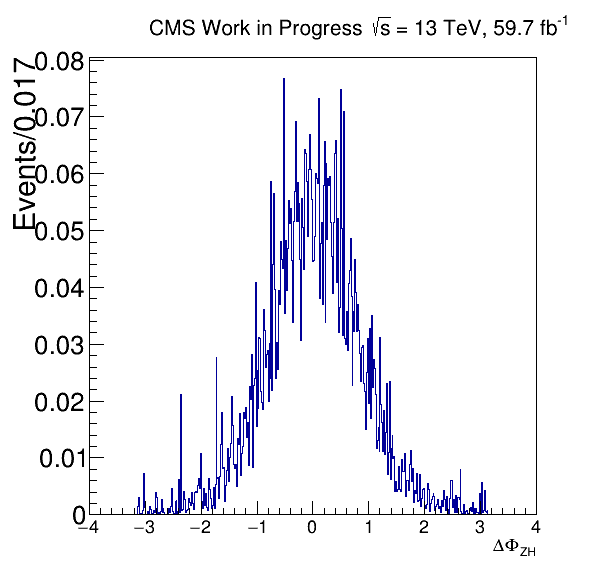 CMS Work in Progress √s = 13 TeV, 59.7 fb⁻¹
Events/0.017
0.08
0.07
0.06
0.05
0.04
0.03
0.02
0.01
0
−4 −3 −2 −1 0 1 2 3 4
ΔΦ_ZH